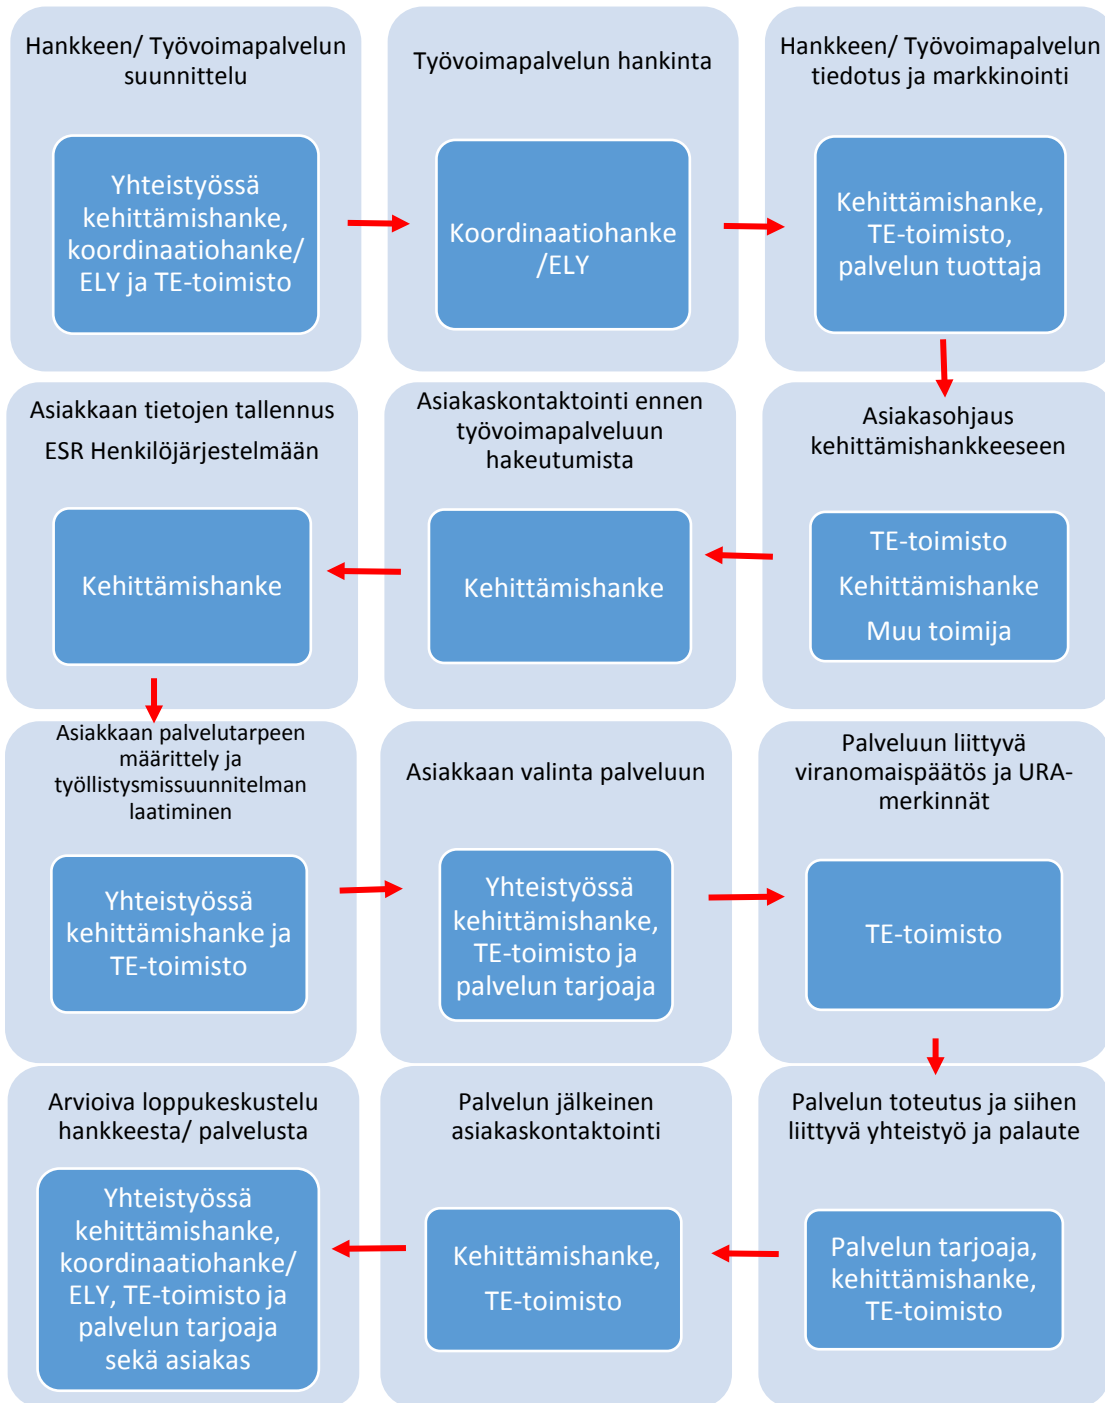 Hankkeen/ Työvoimapalvelun
suunnittelu
Yhteistyössä
kehittämishanke,
koordinaatiohanke/
ELY ja TE-toimisto
Työvoimapalvelun hankinta
Koordinaatiohanke
/ELY
Hankkeen/ Työvoimapalvelun
tiedotus ja markkinointi
Kehittämishanke,
TE-toimisto,
palvelun tuottaja
Asiakasohjaus
kehittämishankkeeseen
TE-toimisto
Kehittämishanke
Muu toimija
Asiakaskontaktointi ennen
työvoimapalveluun
hakeutumista
Kehittämishanke
Asiakkaan tietojen tallennus
ESR Henkilöjärjestelmään
Kehittämishanke
Asiakkaan palvelutarpeen
määrittely ja
työllistysmissuunnitelman
laatiminen
Yhteistyössä
kehittämishanke ja
TE-toimisto
Asiakkaan valinta palveluun
Yhteistyössä
kehittämishanke,
TE-toimisto ja
palvelun tarjoaja
Palveluun liittyvä
viranomaispäätös ja URA-
merkinnät
TE-toimisto
Palvelun toteutus ja siihen
liittyvä yhteistyö ja palaute
Palvelun tarjoaja,
kehittämishanke,
TE-toimisto
Palvelun jälkeinen
asiakaskontaktointi
Kehittämishanke,
TE-toimisto
Arvioiva loppukeskustelu
hankkeesta/ palvelusta
Yhteistyössä
kehittämishanke,
koordinaatiohanke/
ELY, TE-toimisto ja
palvelun tarjoaja
sekä asiakas